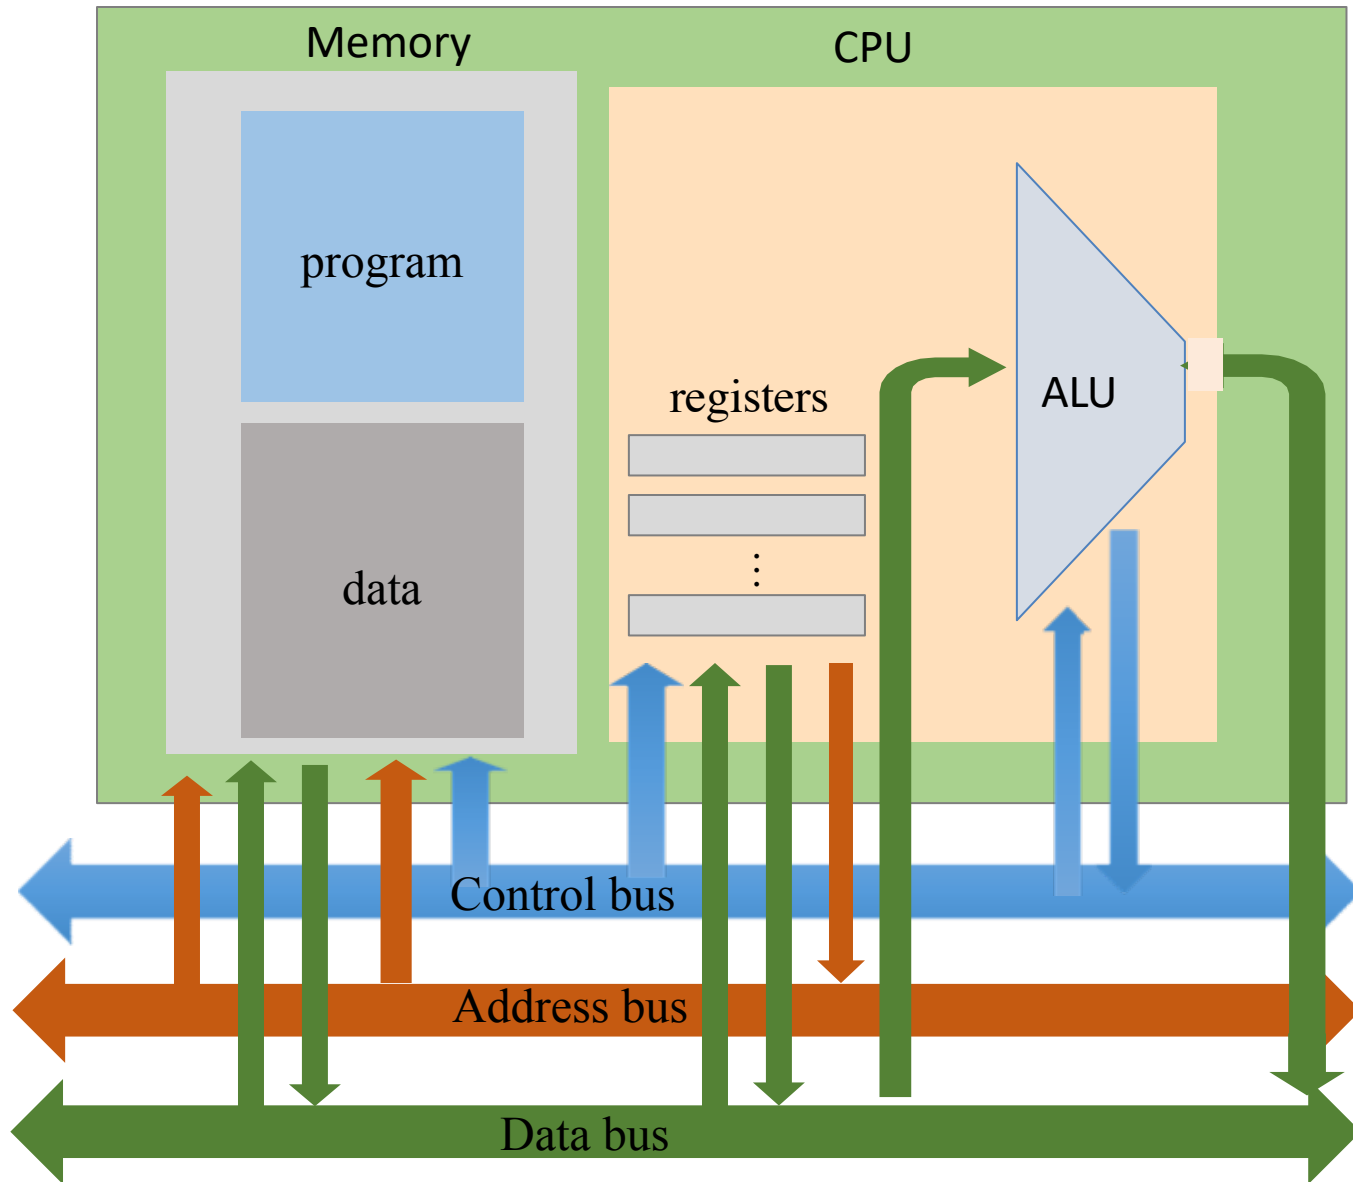 Memory
CPU
program
registers
ALU
⋮
data
Control bus
Address bus
Data bus